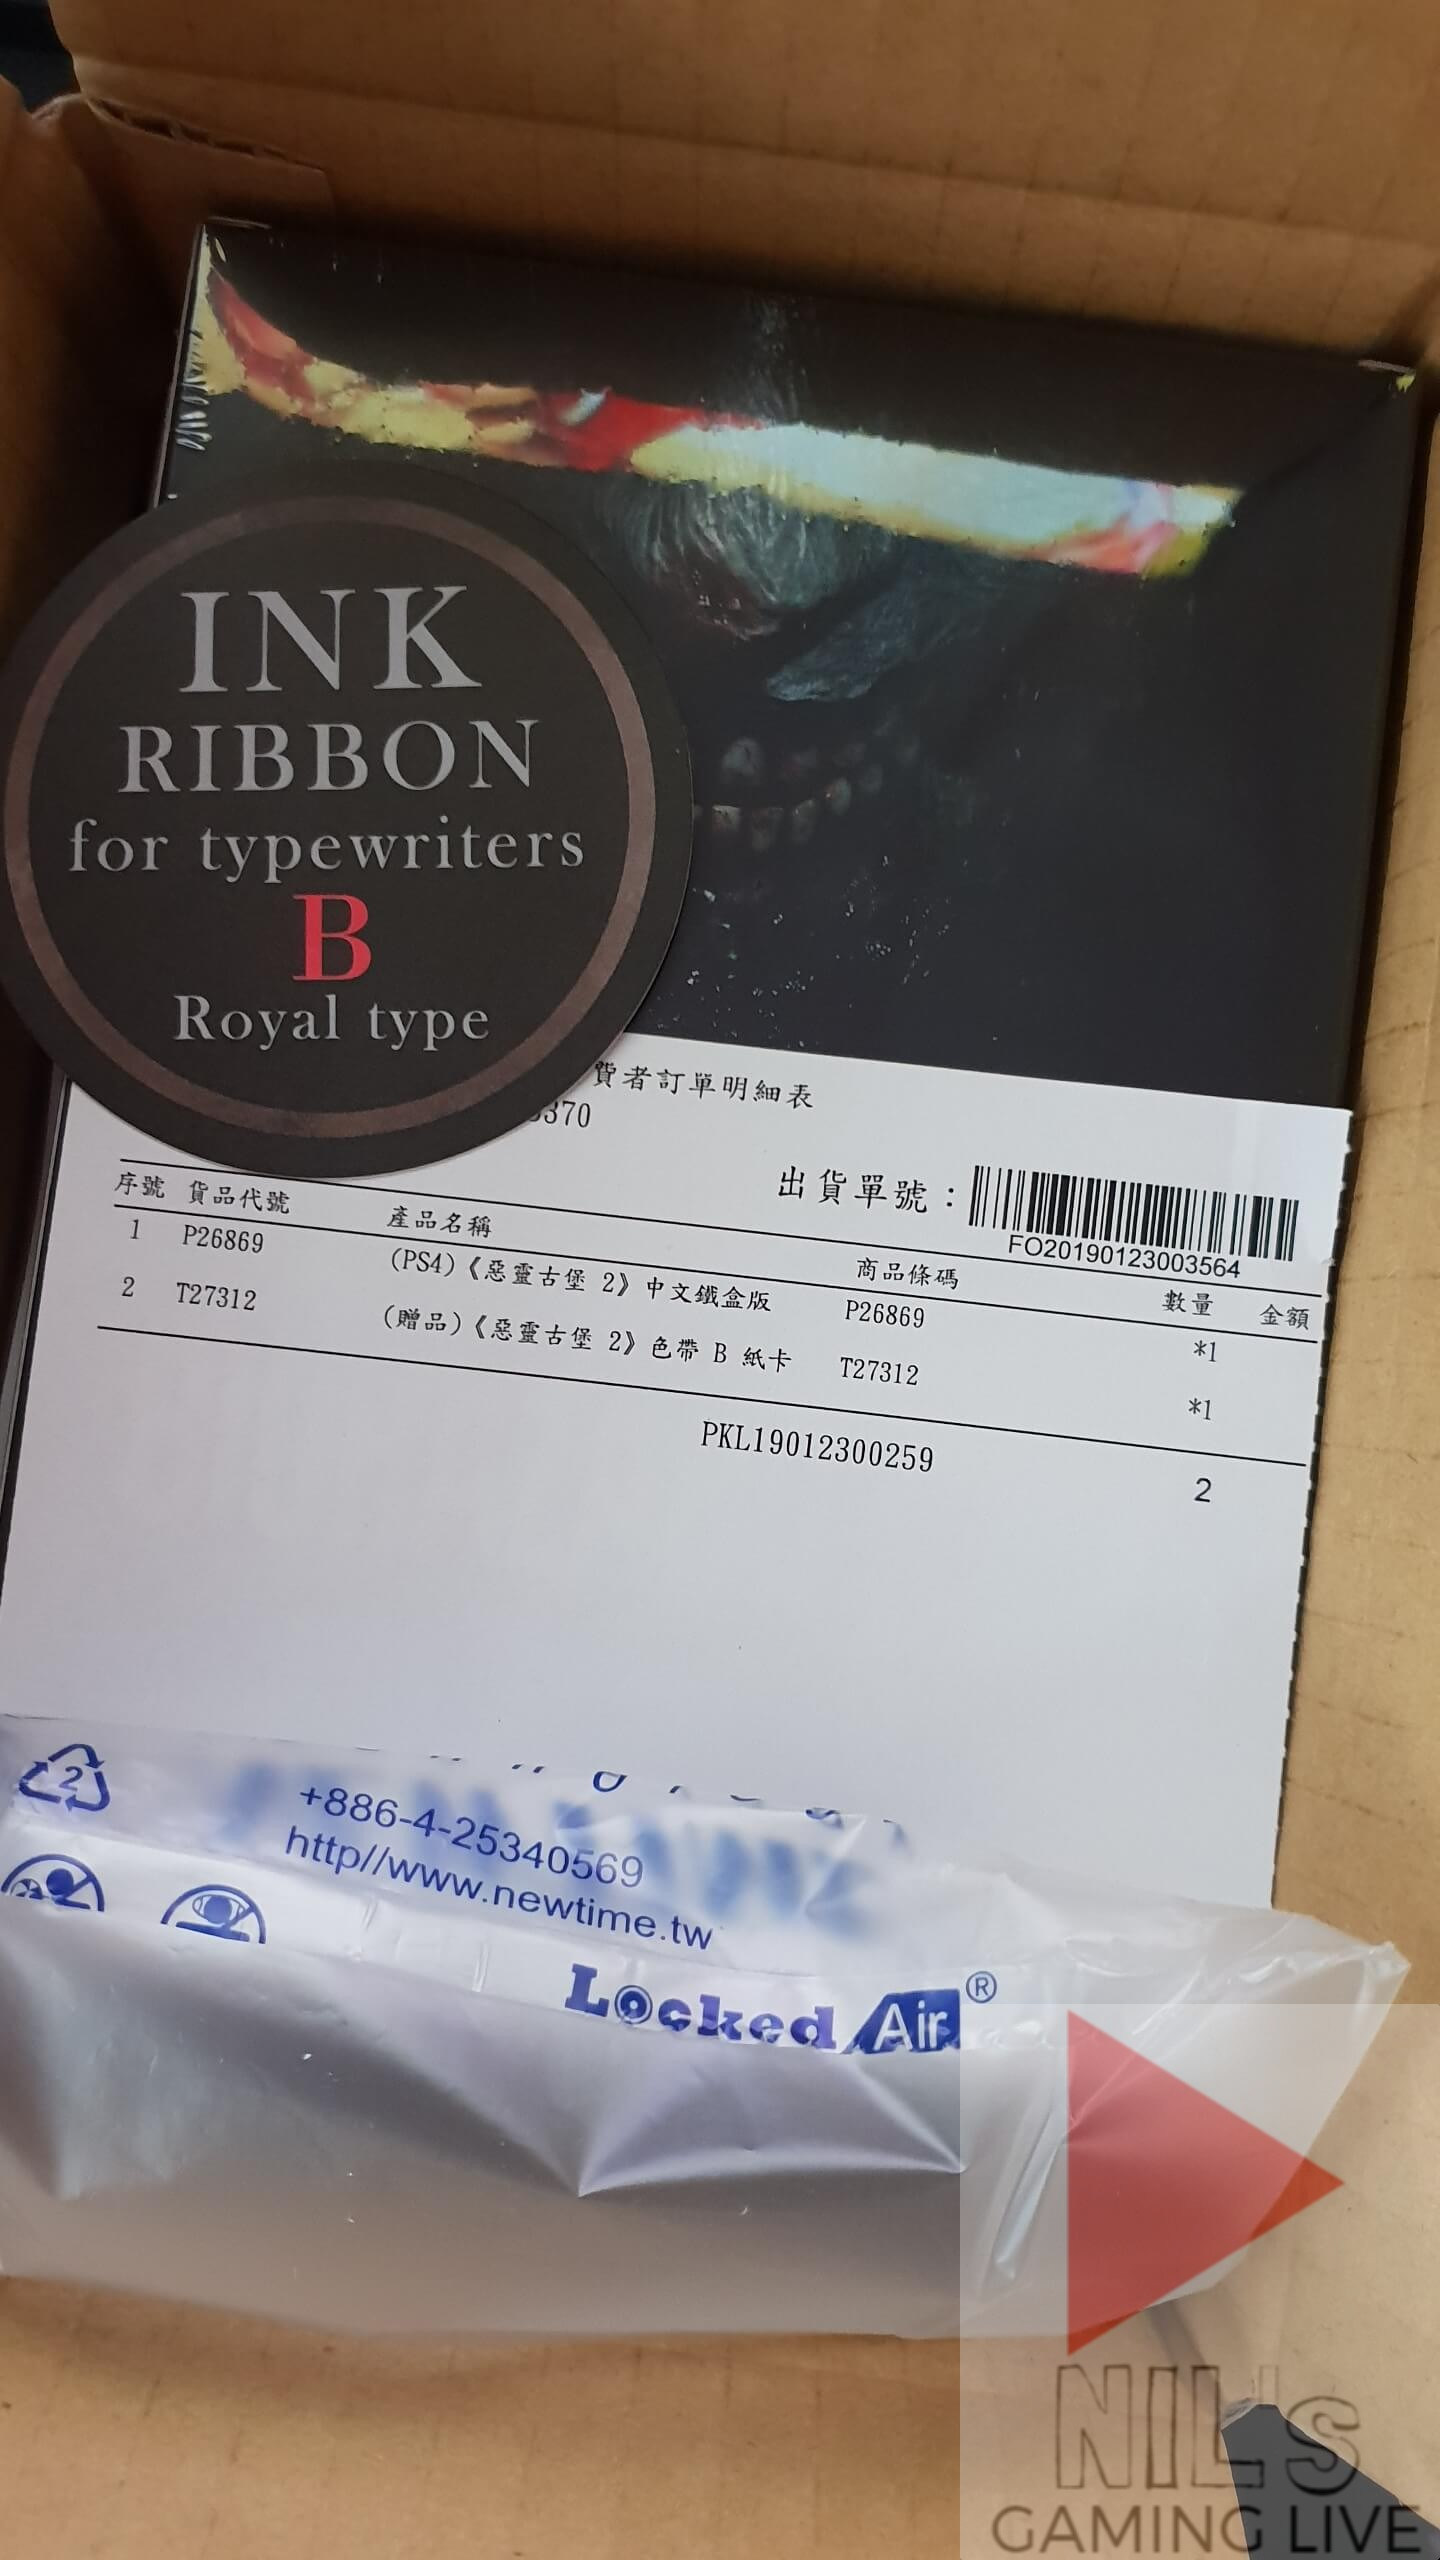 INK
RIBBON
for typewriters
B
Royal type
貨者訂單明細表
370
出貨單號：
FO20190123003564
序號 貨品代號 產品名稱 商品條碼 數量 金額
1 P26869 (PS4)《惡靈古堡 2》中文鐵盒版 P26869 *1
2 T27312 (贈品)《惡靈古堡 2》色帶 B 紙卡 T27312 *1
PKL19012300259 2
2
+886-4-25340569
http//www.newtime.tw
Locked Air®
NIL's
GAMING LIVE